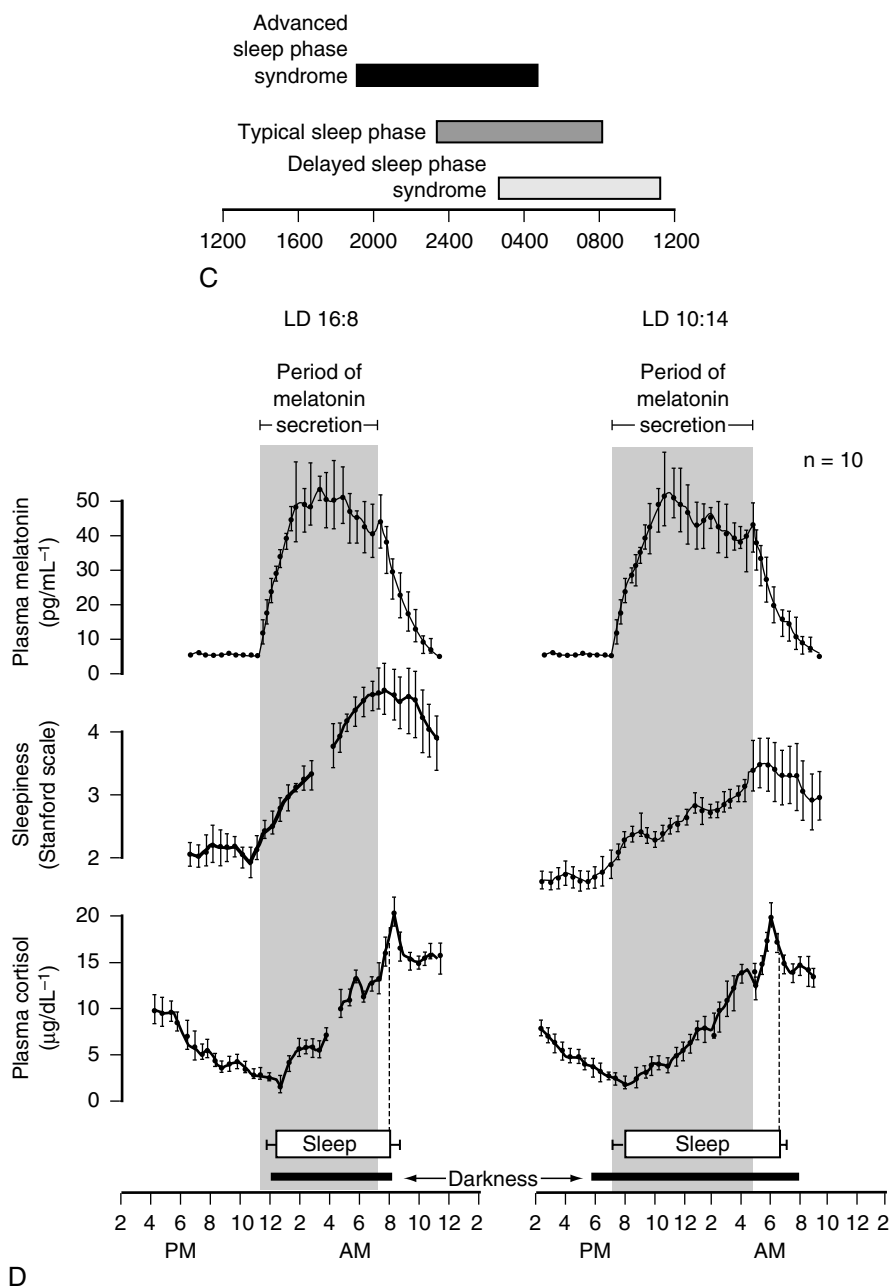 Advanced
sleep phase
syndrome
Typical sleep phase
Delayed sleep phase
syndrome
1200 1600 2000 2400 0400 0800 1200
C
LD 16:8
LD 10:14
Period of
melatonin
secretion
Period of
melatonin
secretion
n = 10
Plasma melatonin
(pg/mL⁻¹)
50
40
30
20
10
0
Sleepiness
(Stanford scale)
4
3
2
Plasma cortisol
(µg/dL⁻¹)
20
15
10
5
0
Sleep
Sleep
Darkness
2 4 6 8 10 12 2 4 6 8 10 12 2
PM AM
2 4 6 8 10 12 2 4 6 8 10 12 2
PM AM
D